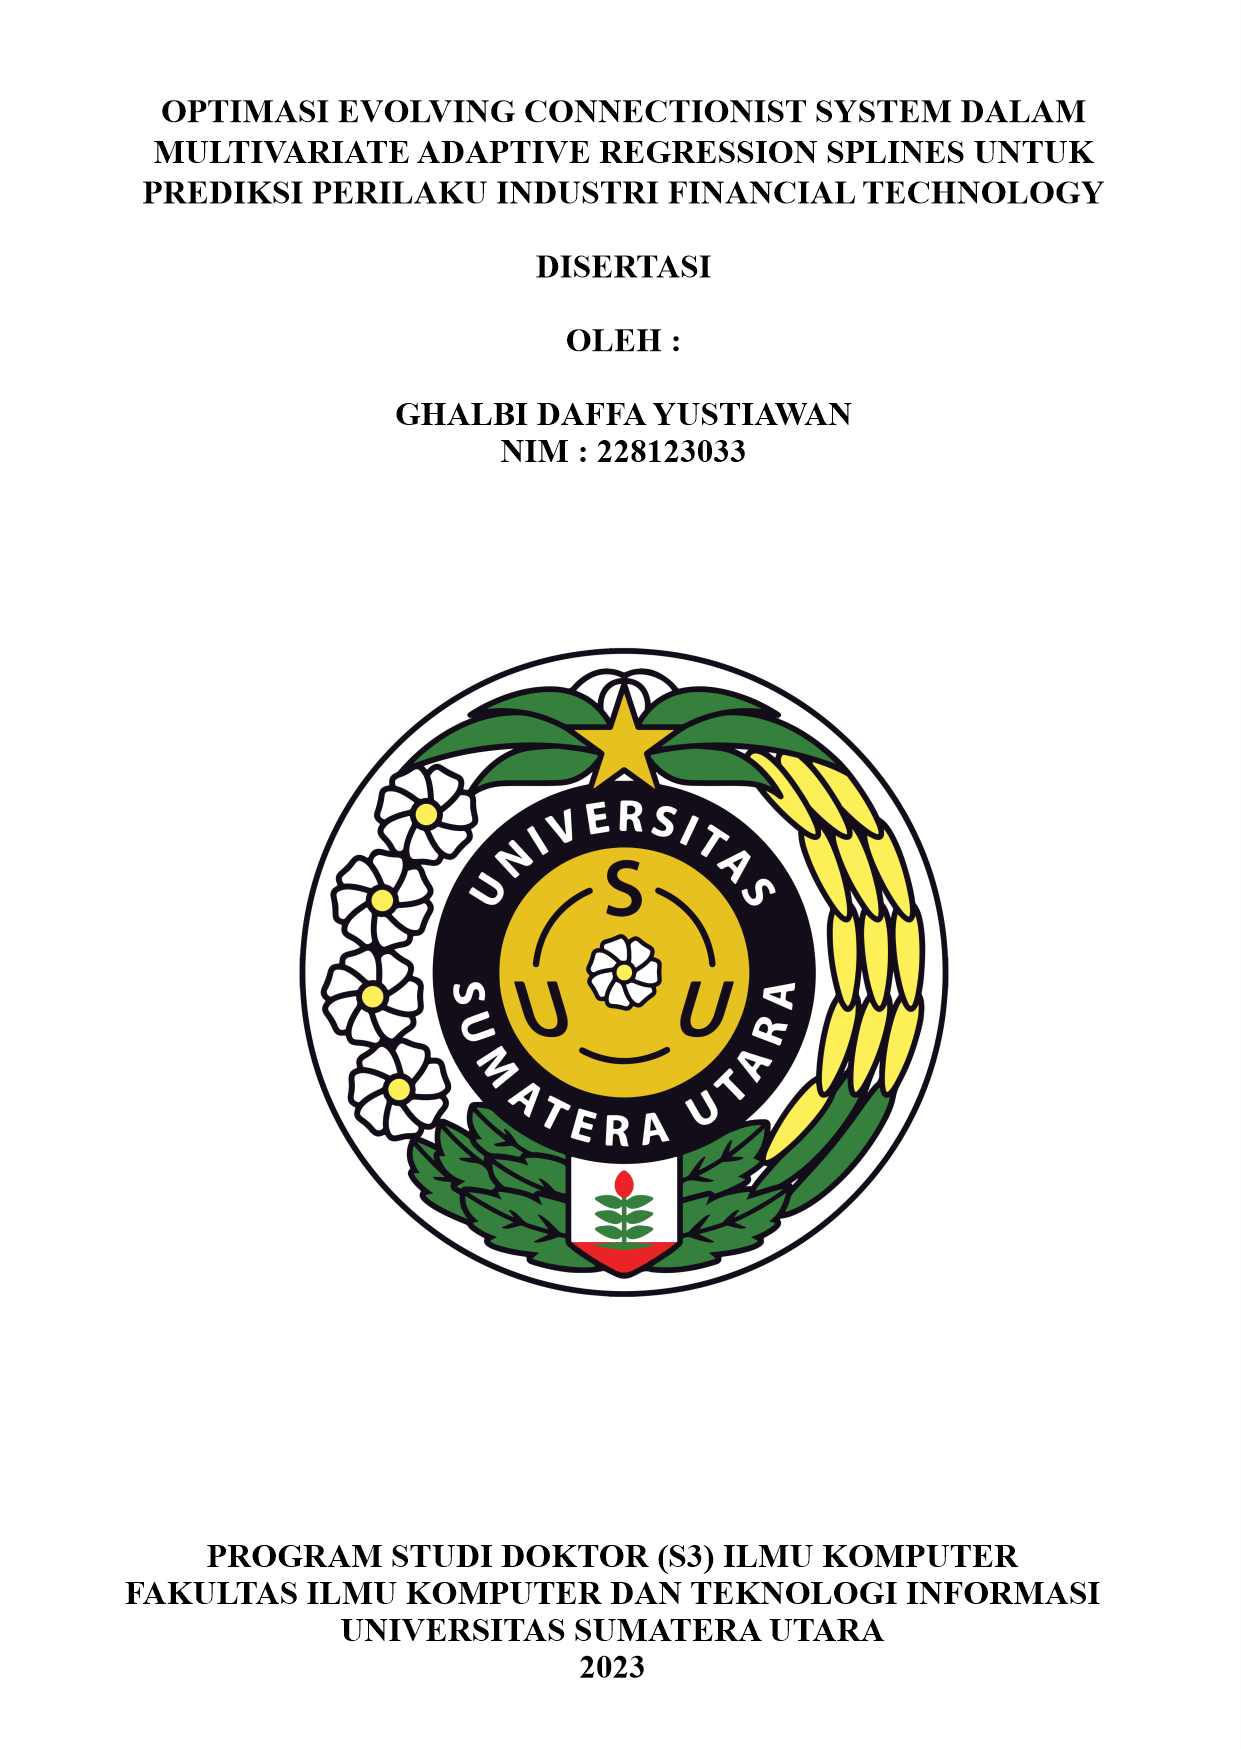 OPTIMASI EVOLVING CONNECTIONIST SYSTEM DALAM
MULTIVARIATE ADAPTIVE REGRESSION SPLINES UNTUK
PREDIKSI PERILAKU INDUSTRI FINANCIAL TECHNOLOGY
DISERTASI
OLEH :
GHALBI DAFFA YUSTIAWAN
NIM : 228123033
UNIVERSITAS
SUMATERA UTARA
S
U U
PROGRAM STUDI DOKTOR (S3) ILMU KOMPUTER
FAKULTAS ILMU KOMPUTER DAN TEKNOLOGI INFORMASI
UNIVERSITAS SUMATERA UTARA
2023